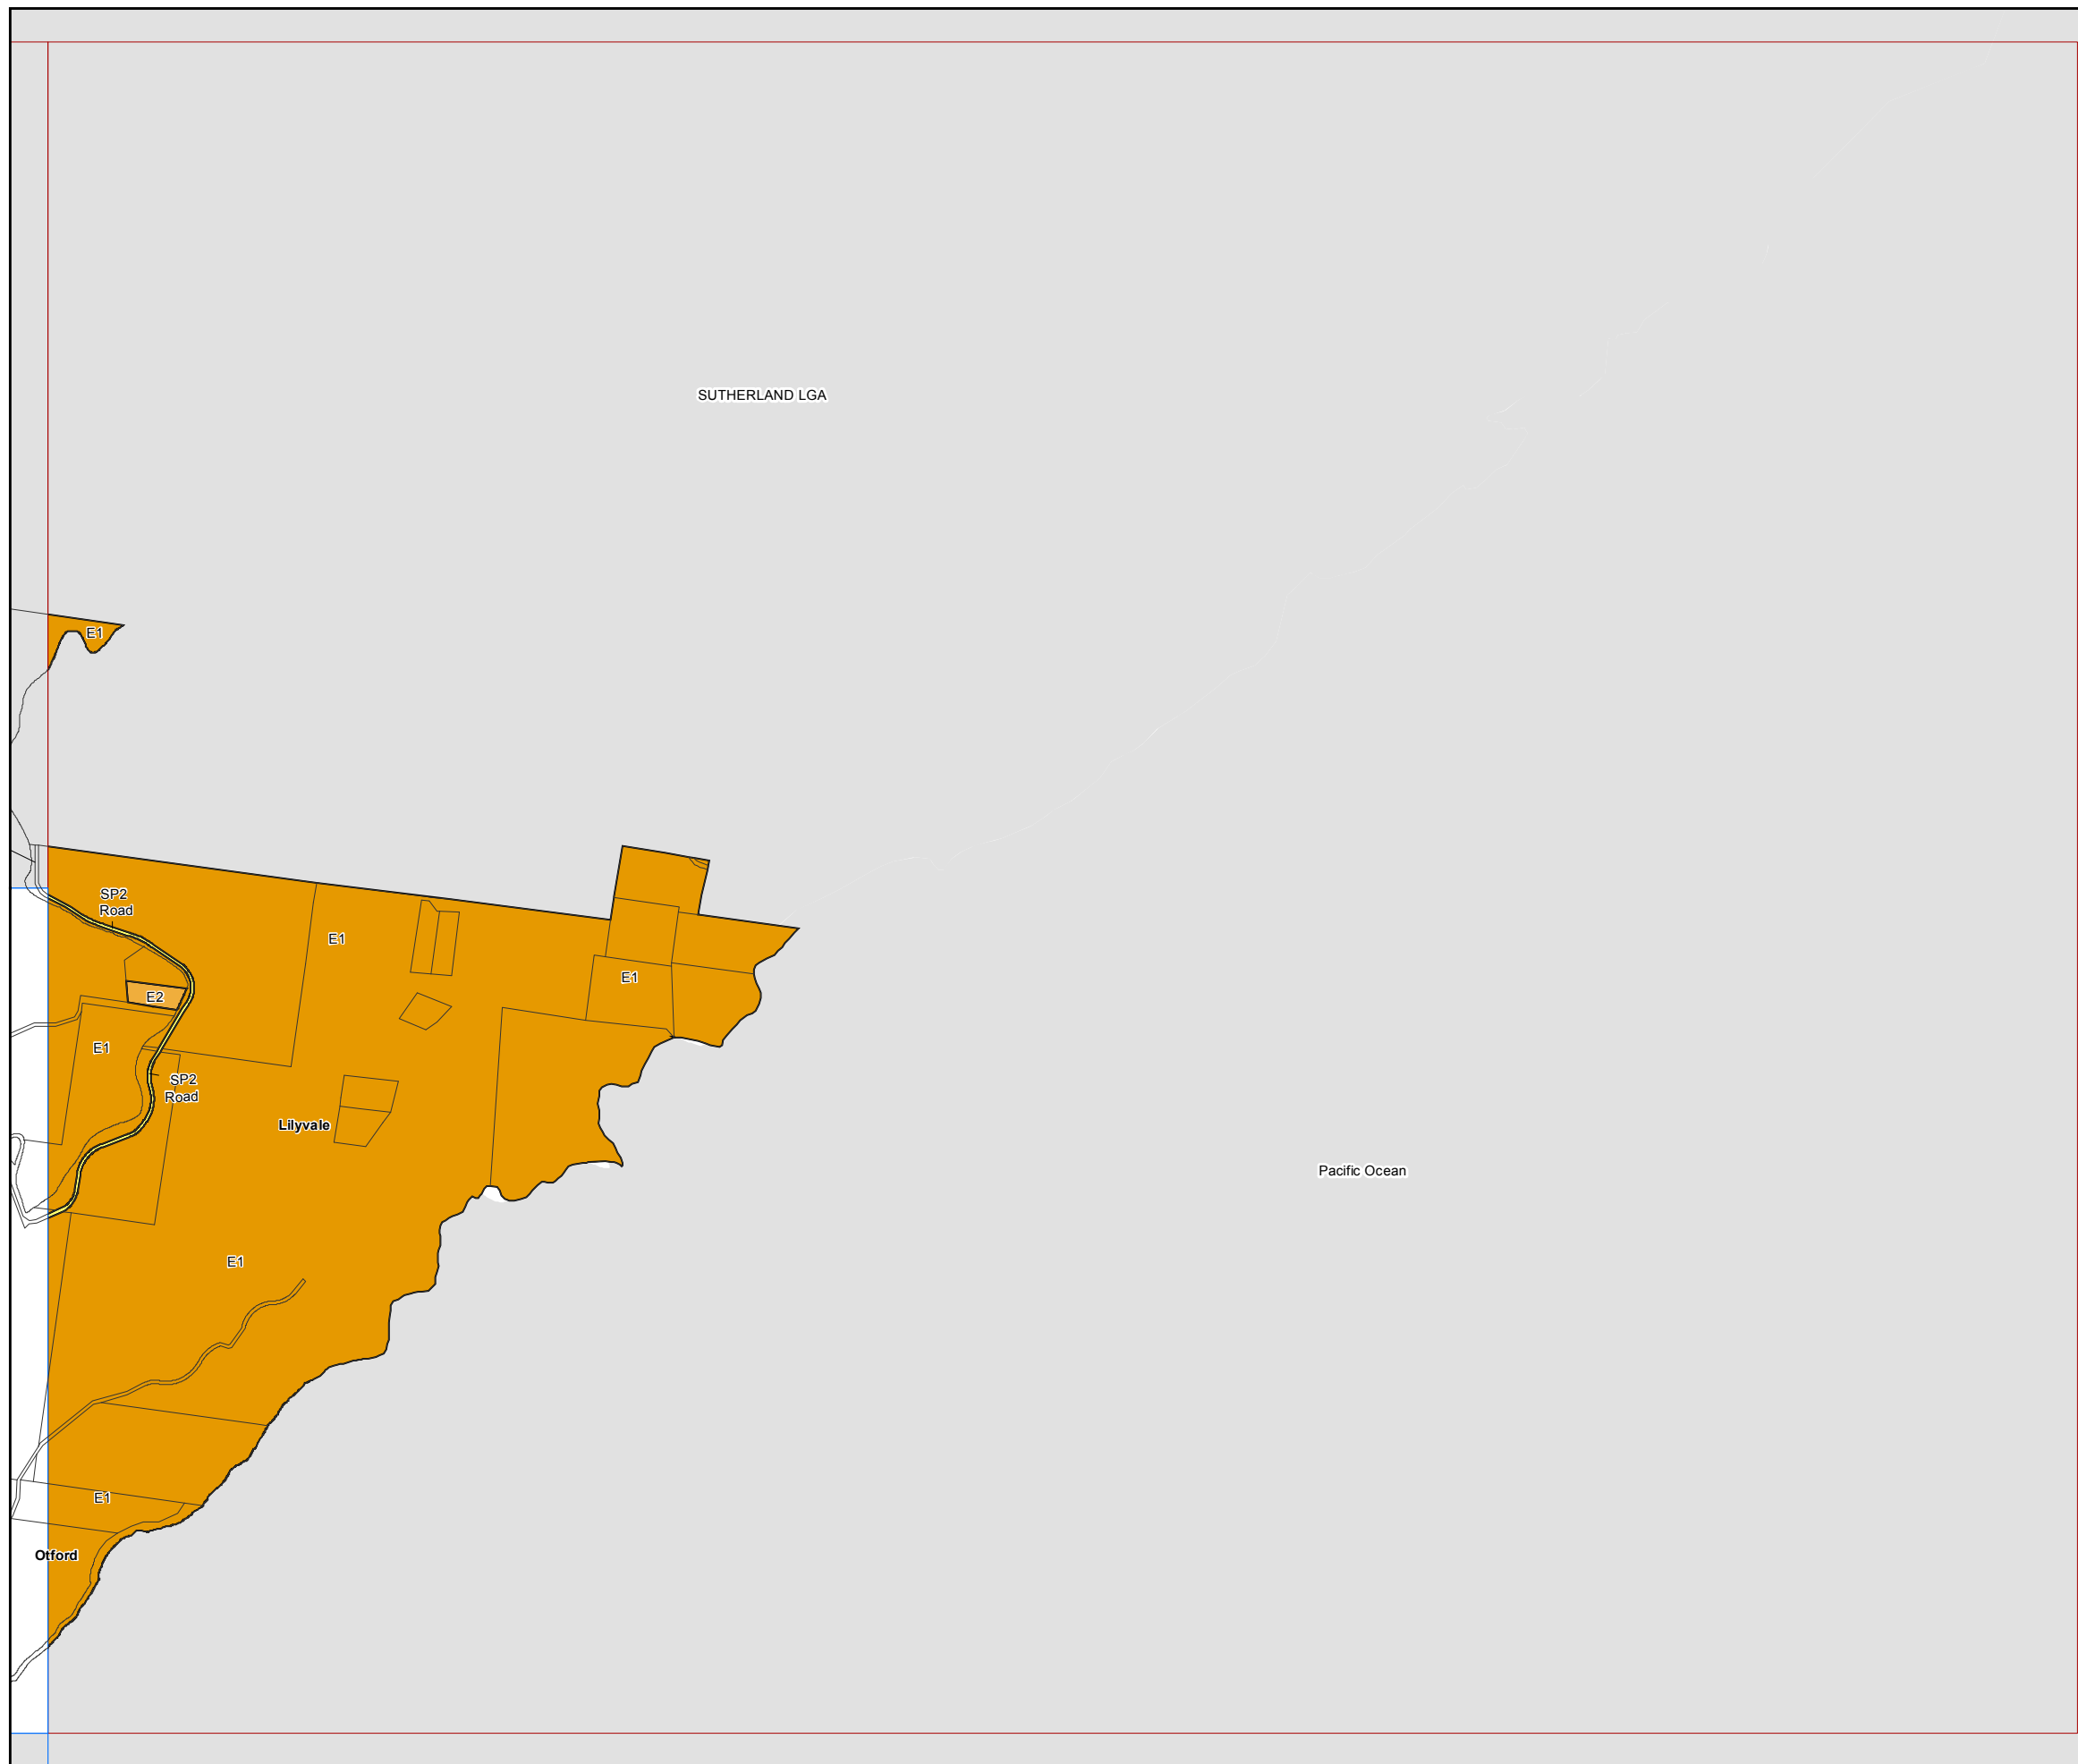 SUTHERLAND LGA
E1
SP2
Road
E1
E1
E2
E1
SP2
Road
Lilyvale
Pacific Ocean
E1
E1
Otford